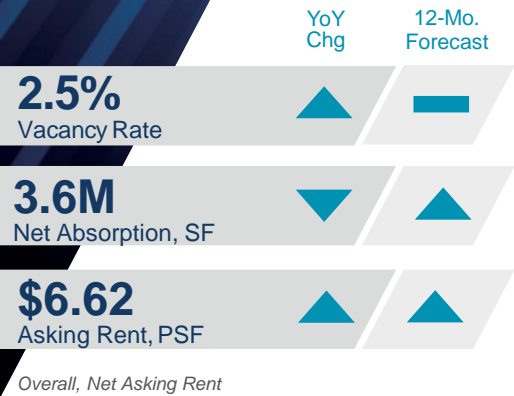 YoY 12-Mo.
Chg Forecast
2.5%
Vacancy Rate
3.6M
Net Absorption, SF
$6.62
Asking Rent, PSF
Overall, Net Asking Rent